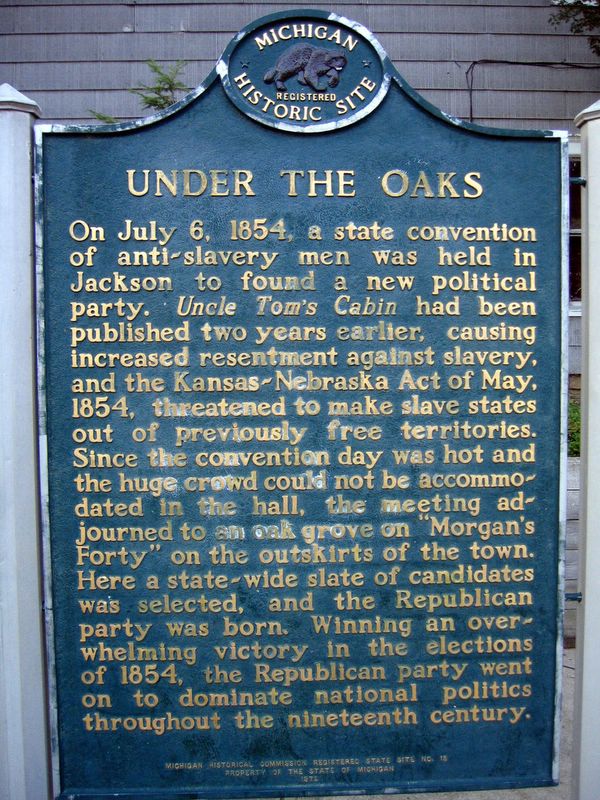 MICHIGAN
REGISTERED
HISTORIC SITE
UNDER THE OAKS
On July 6, 1854, a state convention
of anti-slavery men was held in
Jackson to found a new political
party. Uncle Tom's Cabin had been
published two years earlier, causing
increased resentment against slavery,
and the Kansas-Nebraska Act of May,
1854, threatened to make slave states
out of previously free territories.
Since the convention day was hot and
the huge crowd could not be accommo-
dated in the hall, the meeting ad-
journed to an oak grove on "Morgan's
Forty" on the outskirts of the town.
Here a state-wide slate of candidates
was selected, and the Republican
party was born. Winning an over-
whelming victory in the elections
of 1854, the Republican party went
on to dominate national politics
throughout the nineteenth century.
MICHIGAN HISTORICAL COMMISSION REGISTERED STATE SITE NO. 15
PROPERTY OF THE STATE OF MICHIGAN
1972